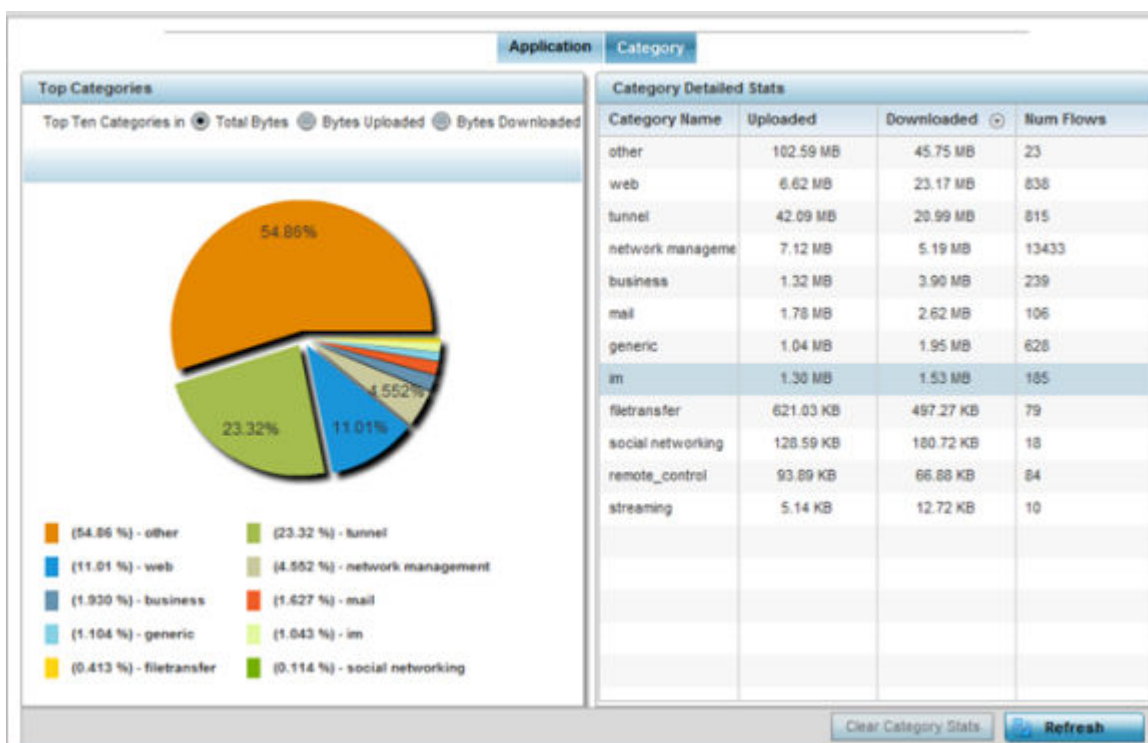 Application Category
Top Categories
Top Ten Categories in Total Bytes Bytes Uploaded Bytes Downloaded
54.86%
4.552%
23.32%
11.01%
(54.86 %) - other
(23.32 %) - tunnel
(11.01 %) - web
(4.552 %) - network management
(1.930 %) - business
(1.627 %) - mail
(1.104 %) - generic
(1.043 %) - im
(0.413 %) - filetransfer
(0.114 %) - social networking
Category Detailed Stats
Category Name Uploaded Downloaded Num Flows
other 102.59 MB 45.75 MB 23
web 6.62 MB 23.17 MB 838
tunnel 42.09 MB 20.99 MB 815
network manageme 7.12 MB 5.19 MB 13433
business 1.32 MB 3.90 MB 239
mail 1.78 MB 2.62 MB 106
generic 1.04 MB 1.95 MB 628
im 1.30 MB 1.53 MB 185
filetransfer 621.03 KB 497.27 KB 79
social networking 128.59 KB 180.72 KB 18
remote_control 93.89 KB 66.88 KB 84
streaming 5.14 KB 12.72 KB 10
Clear Category Stats Refresh